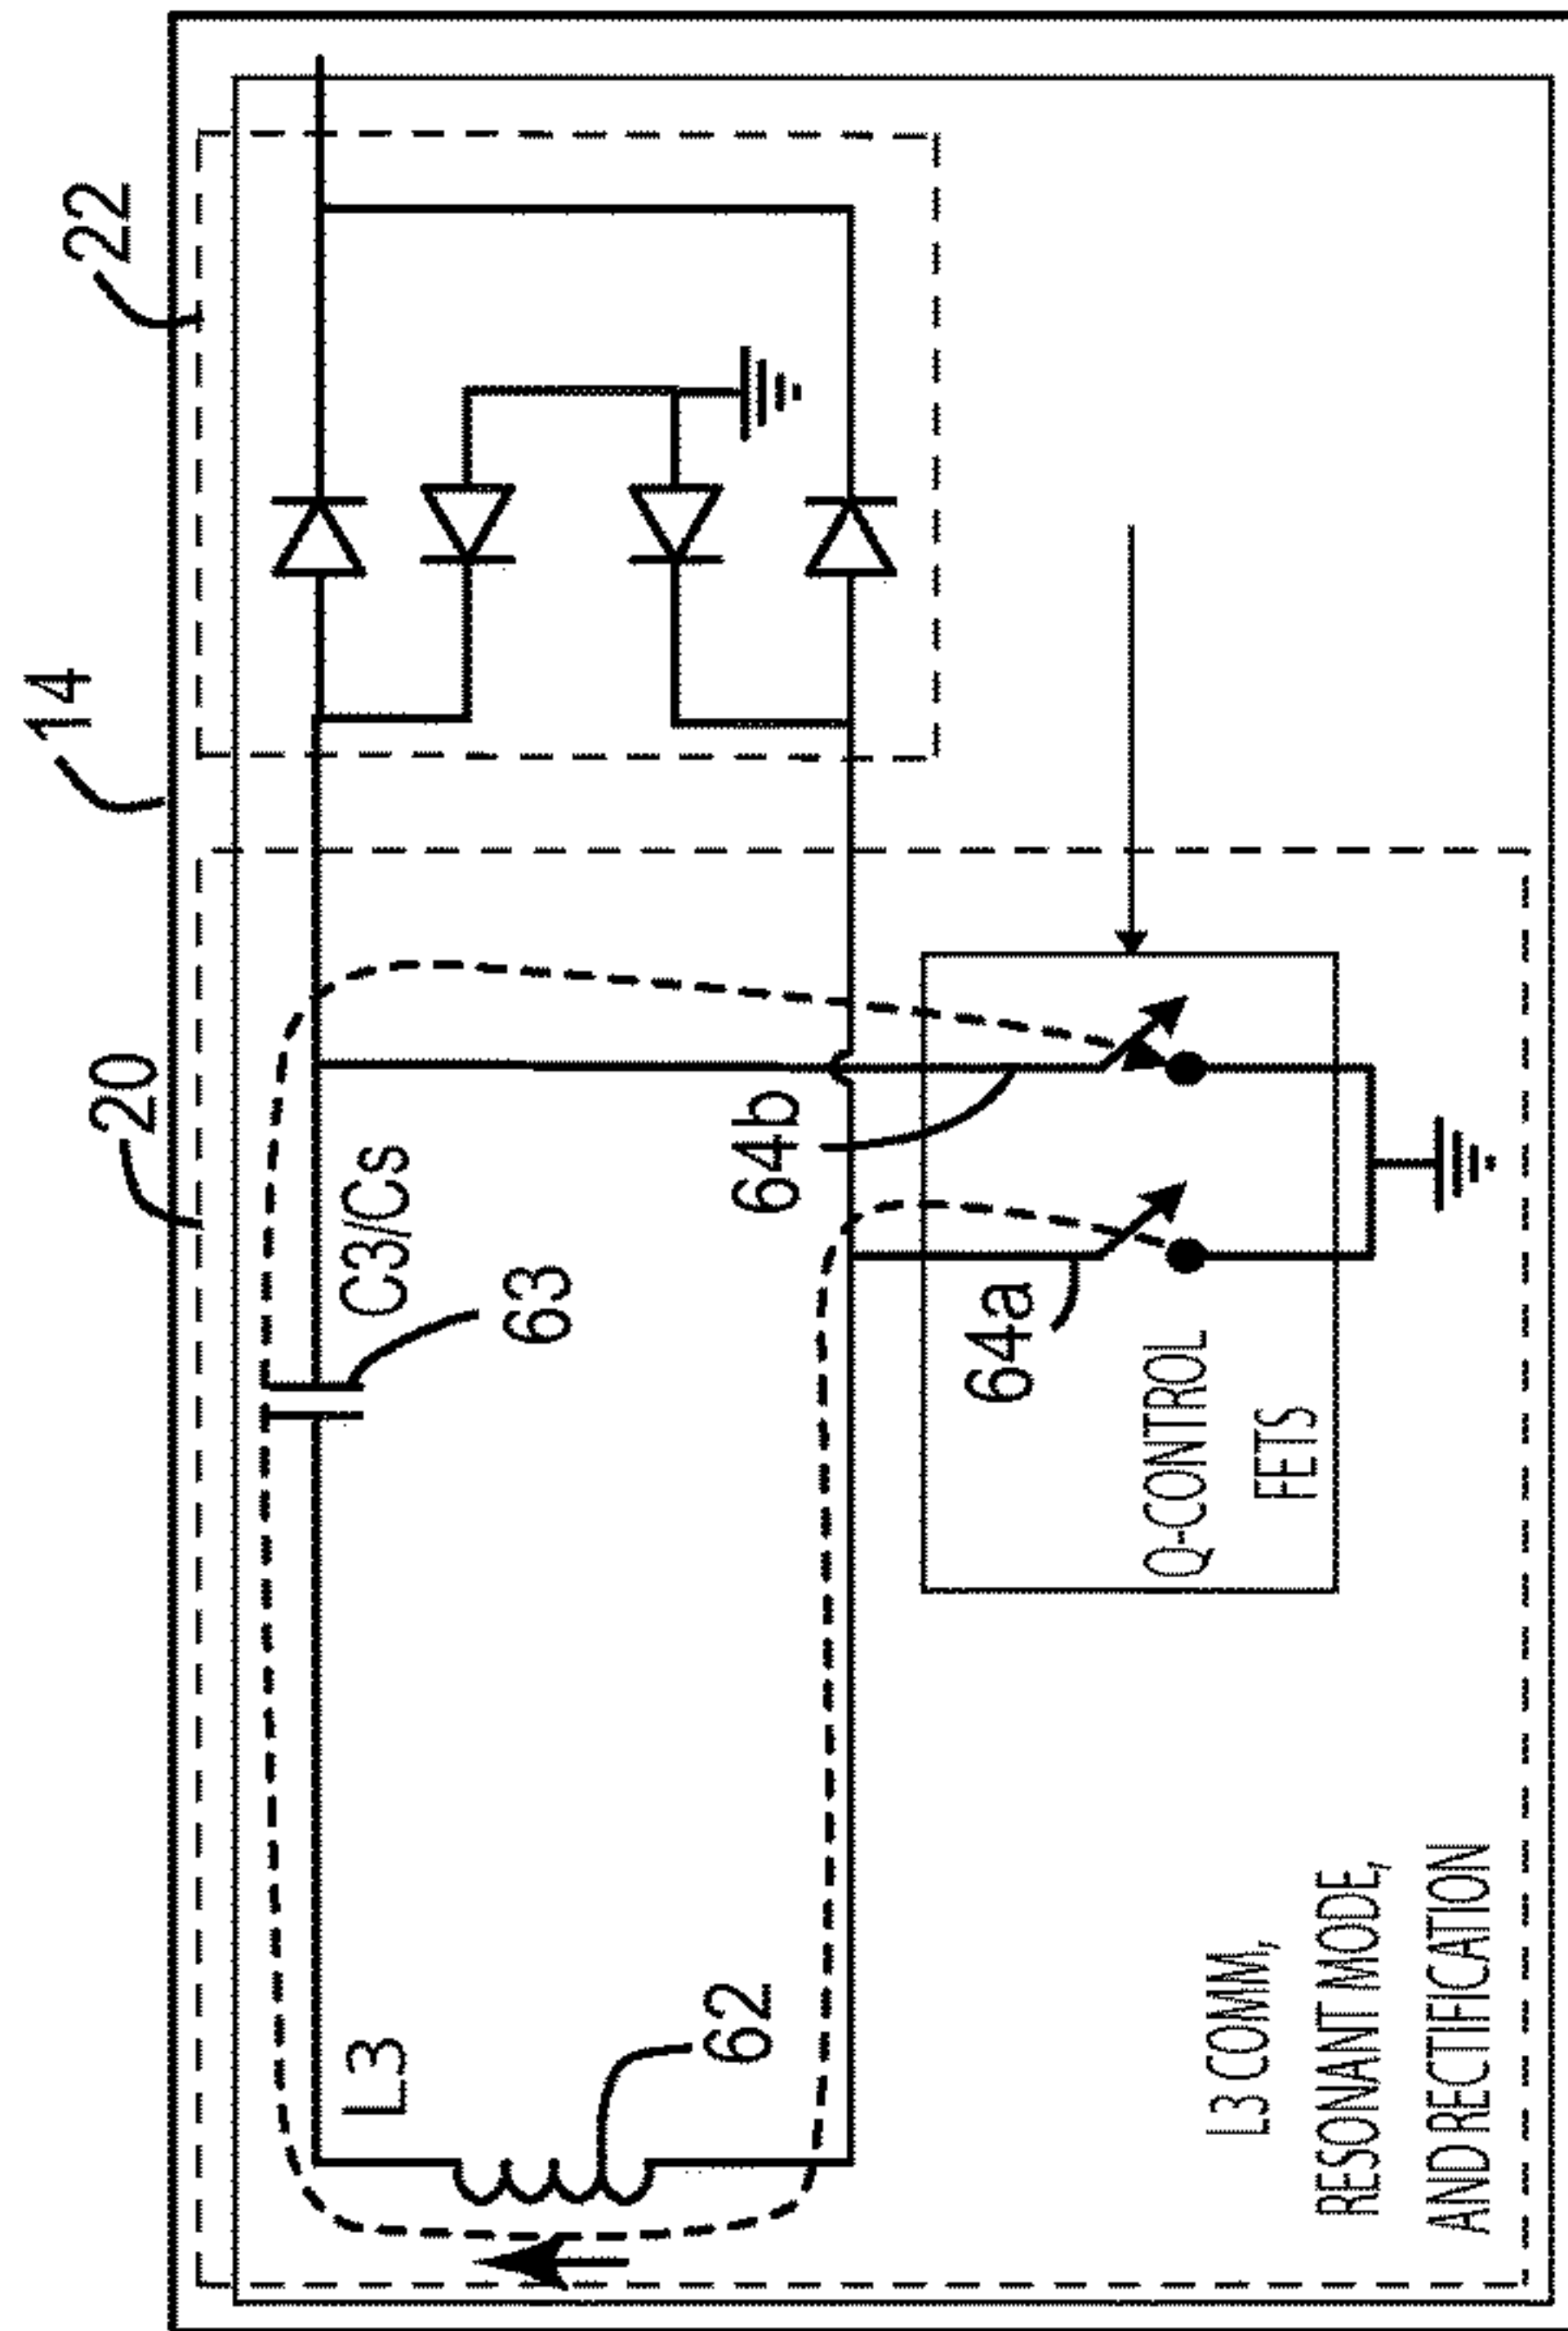 14
20
22
L3
62
C3/Cs
63
64b
64a
Q-CONTROL
FETS
L3 COMM,
RESONANT MODE,
AND RECTIFICATION